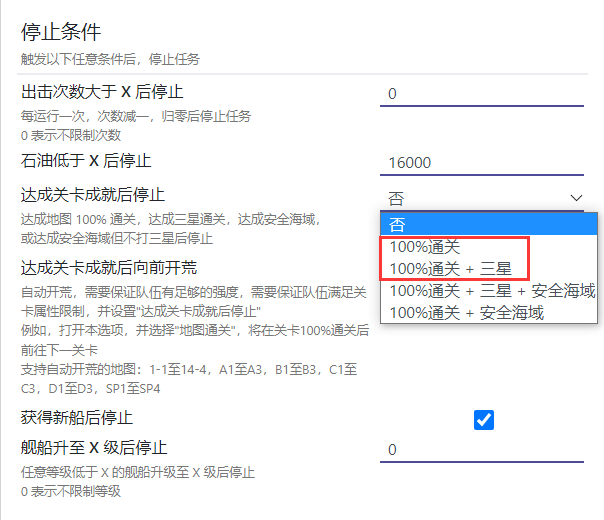 停止条件
触发以下任意条件后，停止任务
出击次数大于 X 后停止
0
每运行一次，次数减一，归零后停止任务
0 表示不限制次数
石油低于 X 后停止
16000
达成关卡成就后停止
否
达成地图 100% 通关，达成三星通关，达成安全海域，
或达成安全海域但不打三星后停止
否
100%通关
100%通关 + 三星
100%通关 + 三星 + 安全海域
100%通关 + 安全海域
达成关卡成就后向前开荒
自动开荒，需要保证队伍有足够的强度，需要保证队伍满足关
卡属性限制，并设置"达成关卡成就后停止"
例如，打开本选项，并选择"地图通关"，将在关卡100%通关后
前往下一关卡
支持自动开荒的地图：1-1至14-4，A1至A3，B1至B3，C1至
C3，D1至D3，SP1至SP4
获得新船后停止
舰船升至 X 级后停止
0
任意等级低于 X 的舰船升级至 X 级后停止
0 表示不限制等级